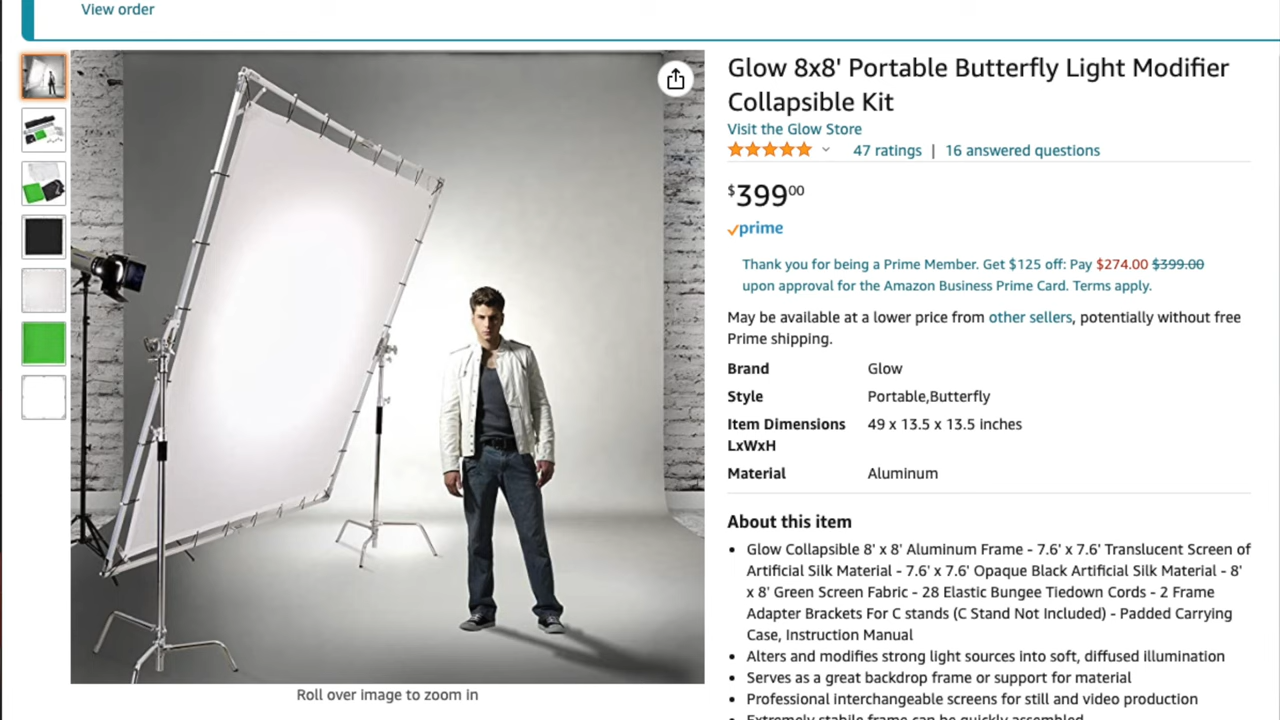 View order
Glow 8x8' Portable Butterfly Light Modifier
Collapsible Kit
Visit the Glow Store
47 ratings | 16 answered questions
$39900
prime
Thank you for being a Prime Member. Get $125 off: Pay $274.00 $399.00
upon approval for the Amazon Business Prime Card. Terms apply.
May be available at a lower price from other sellers, potentially without free
Prime shipping.
Brand Glow
Style Portable,Butterfly
Item Dimensions 49 x 13.5 x 13.5 inches
LxWxH
Material Aluminum
About this item
• Glow Collapsible 8' x 8' Aluminum Frame - 7.6' x 7.6' Translucent Screen of
Artificial Silk Material - 7.6' x 7.6' Opaque Black Artificial Silk Material - 8'
x 8' Green Screen Fabric - 28 Elastic Bungee Tiedown Cords - 2 Frame
Adapter Brackets For C stands (C Stand Not Included) - Padded Carrying
Case, Instruction Manual
• Alters and modifies strong light sources into soft, diffused illumination
• Serves as a great backdrop frame or support for material
• Professional interchangeable screens for still and video production
• Extremely stabile frame can be quickly assembled
Roll over image to zoom in